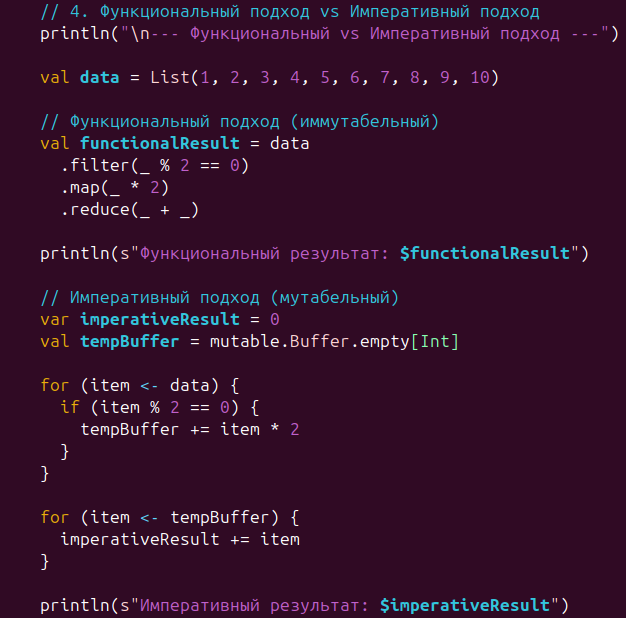 // 4. Функциональный подход vs Императивный подход
println("\n--- Функциональный vs Императивный подход ---")
val data = List(1, 2, 3, 4, 5, 6, 7, 8, 9, 10)
// Функциональный подход (иммутабельный)
val functionalResult = data
.filter(_ % 2 == 0)
.map(_ * 2)
.reduce(_ + _)
println(s"Функциональный результат: $functionalResult")
// Императивный подход (мутабельный)
var imperativeResult = 0
val tempBuffer = mutable.Buffer.empty[Int]
for (item <- data) {
if (item % 2 == 0) {
tempBuffer += item * 2
}
}
for (item <- tempBuffer) {
imperativeResult += item
}
println(s"Императивный результат: $imperativeResult")